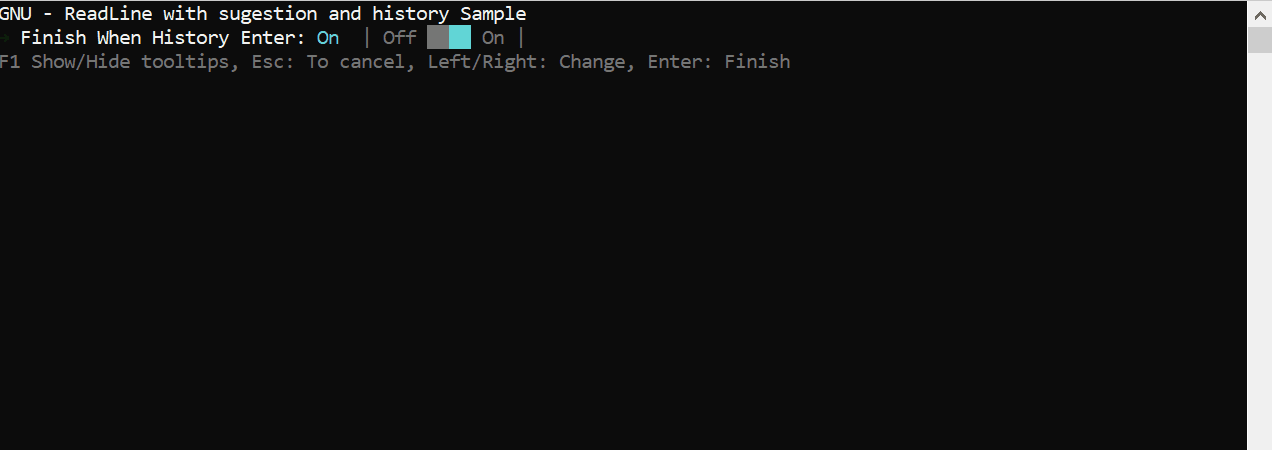 GNU - ReadLine with sugestion and history Sample
Finish When History Enter: On | Off On |
F1 Show/Hide tooltips, Esc: To cancel, Left/Right: Change, Enter: Finish